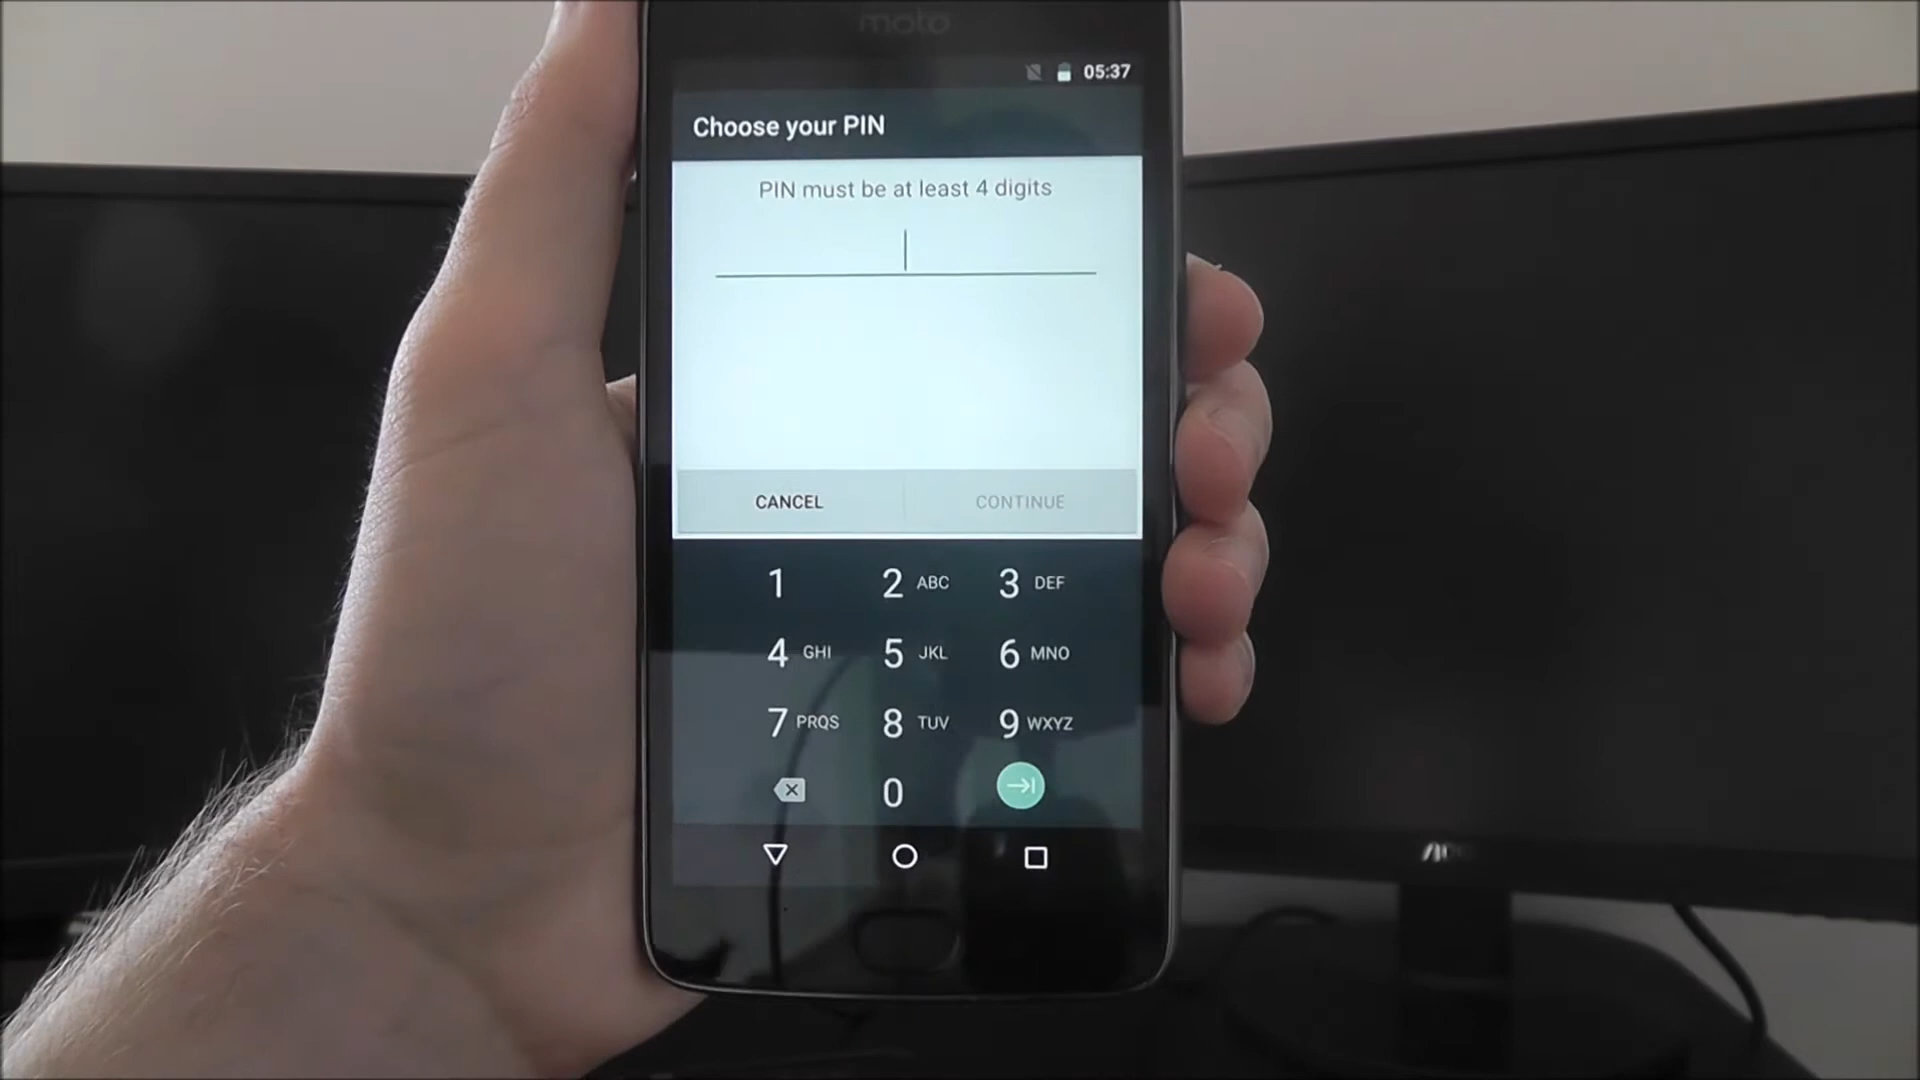 moto
05:37
Choose your PIN
PIN must be at least 4 digits
CANCEL CONTINUE
1 2 ABC 3 DEF
4 GHI 5 JKL 6 MNO
7 PRQS 8 TUV 9 WXYZ
0